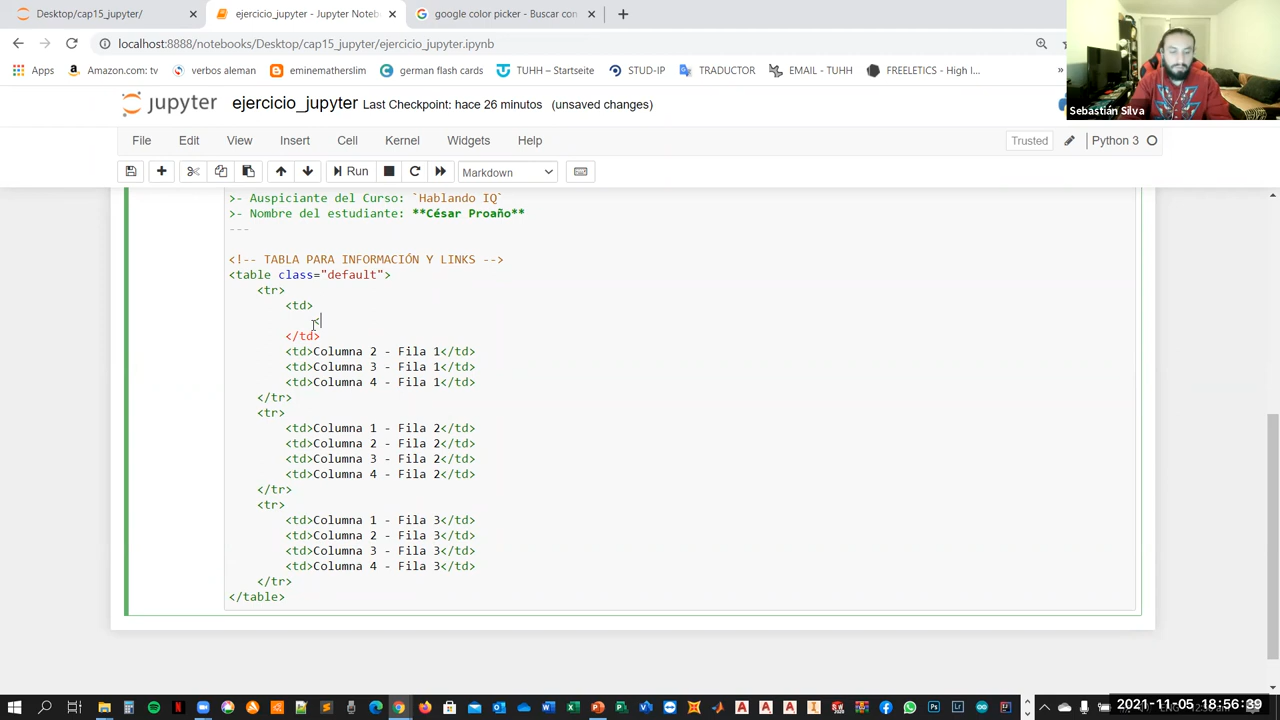 Desktop/cap15_jupyter/
ejercicio_jupyter - Jupyter Noteb
google color picker - Buscar con
localhost:8888/notebooks/Desktop/cap15_jupyter/ejercicio_jupyter.ipynb
Apps
Amazon.com: tv
verbos aleman
eminematherslim
german flash cards
TUHH – Startseite
STUD-IP
TRADUCTOR
EMAIL - TUHH
FREELETICS - High I...
»
Sebastián Silva
jupyter ejercicio_jupyter Last Checkpoint: hace 26 minutos (unsaved changes)
File Edit View Insert Cell Kernel Widgets Help
Trusted
Python 3
Run
Markdown
>- Auspiciante del Curso: `Hablando IQ`
>- Nombre del estudiante: **César Proaño**
---
<!-- TABLA PARA INFORMACIÓN Y LINKS -->
<table class="default">
<tr>
<td>
<
</td>
<td>Columna 2 - Fila 1</td>
<td>Columna 3 - Fila 1</td>
<td>Columna 4 - Fila 1</td>
</tr>
<tr>
<td>Columna 1 - Fila 2</td>
<td>Columna 2 - Fila 2</td>
<td>Columna 3 - Fila 2</td>
<td>Columna 4 - Fila 2</td>
</tr>
<tr>
<td>Columna 1 - Fila 3</td>
<td>Columna 2 - Fila 3</td>
<td>Columna 3 - Fila 3</td>
<td>Columna 4 - Fila 3</td>
</tr>
</table>
2021-11-05 18:56:39